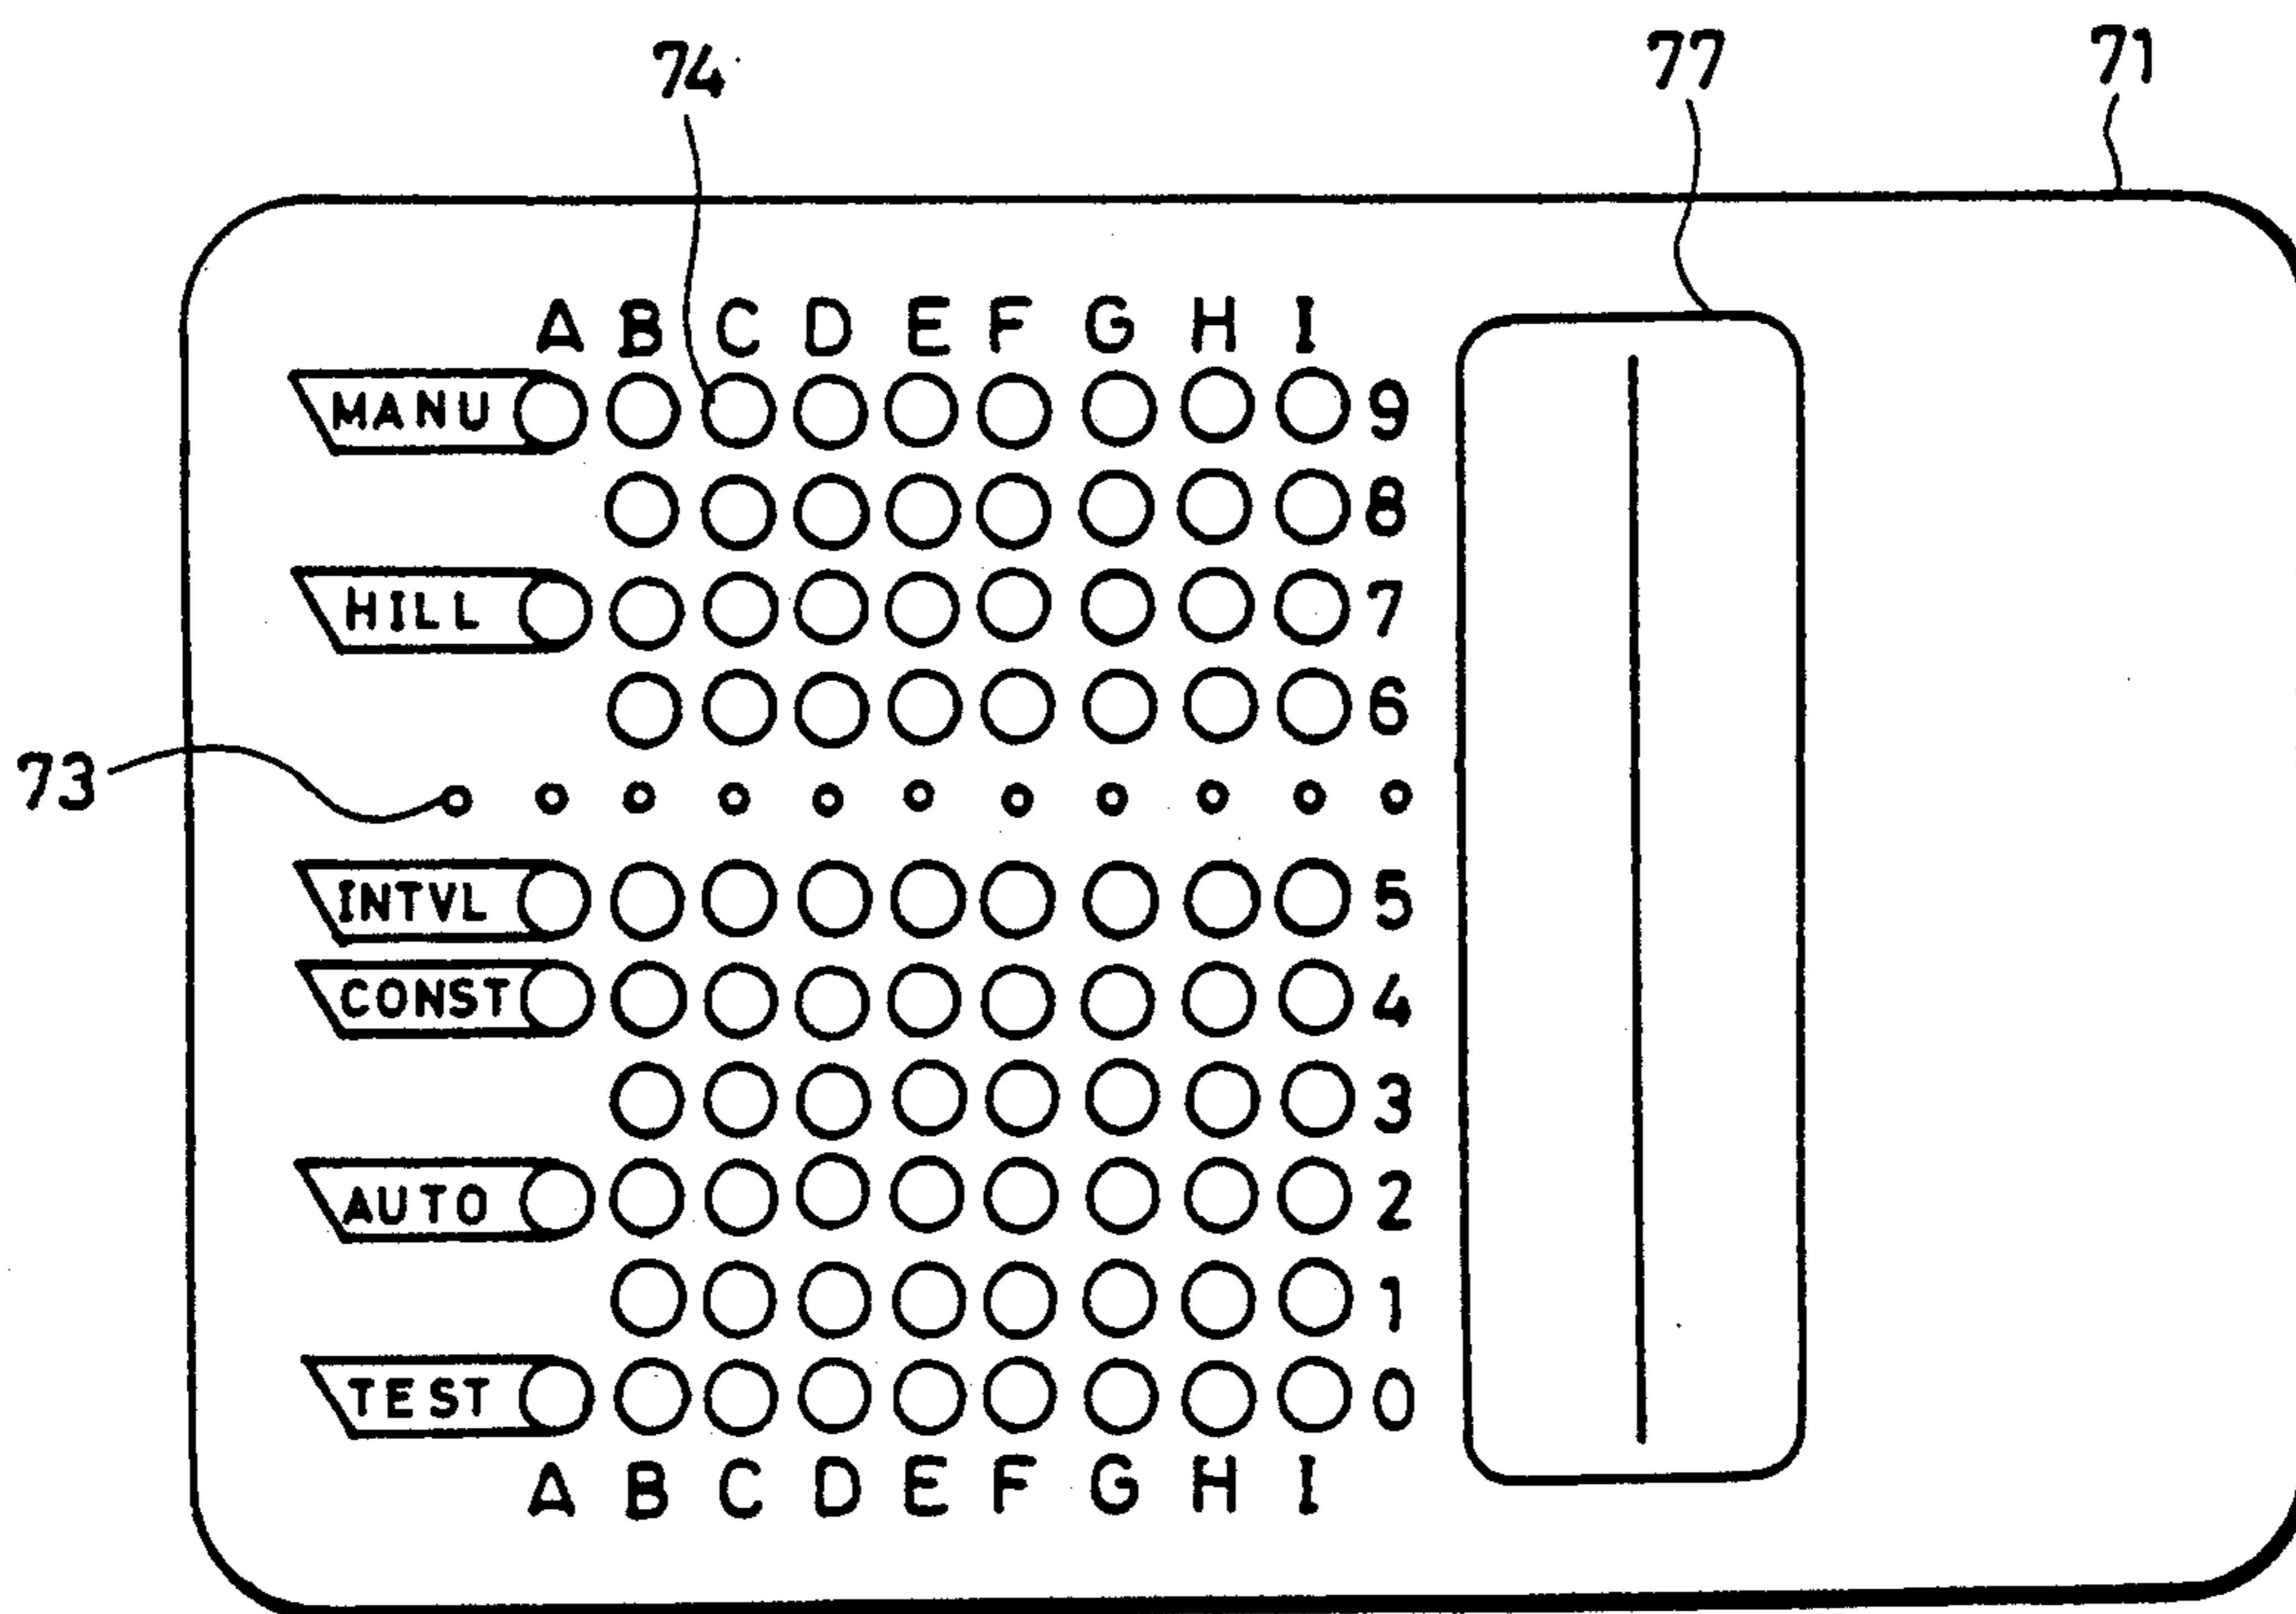 74 77 71
A B C D E F G H I
MANU 9
8
HILL 7
6
73
INTVL 5
CONST 4
3
AUTO 2
1
TEST 0
A B C D E F G H I